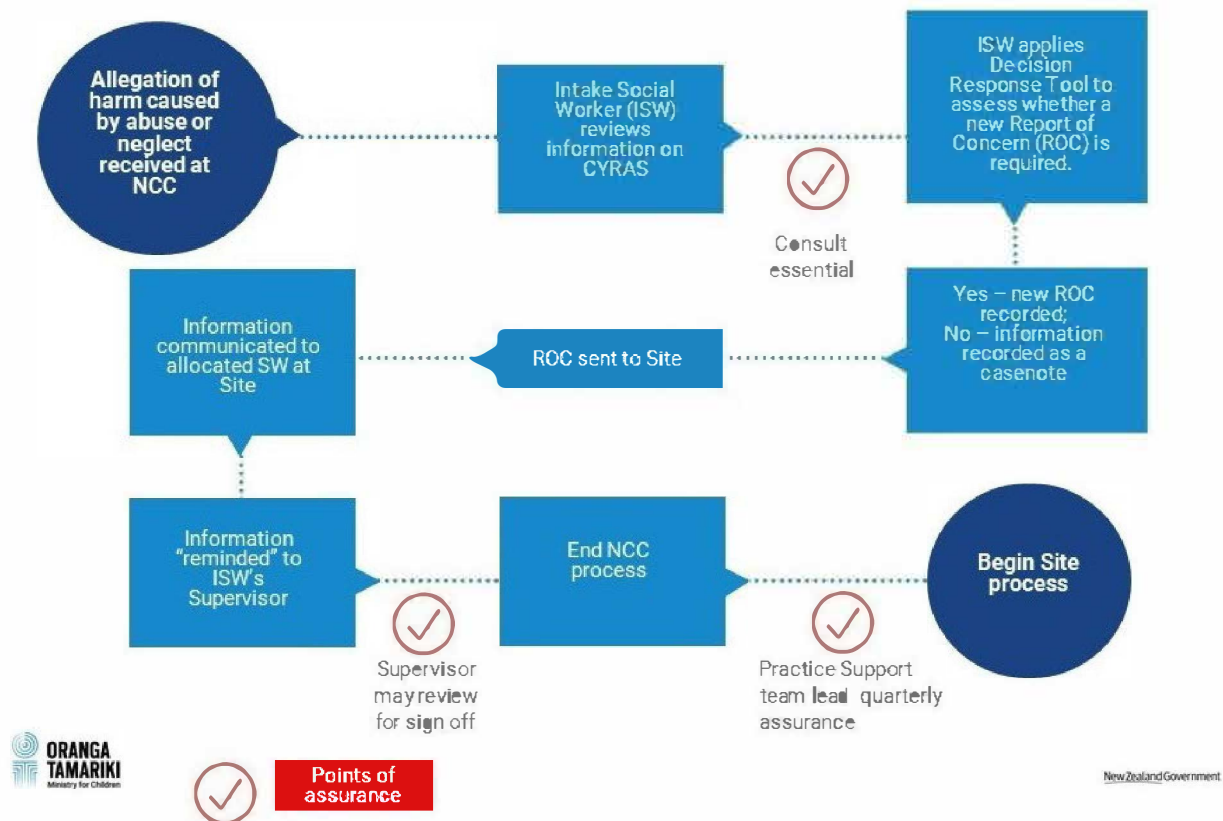 Allegation of
harm caused
by abuse or
neglect
received at
NCC
Intake Social
Worker (ISW)
reviews
information on
CYRAS
Consult
essential
ISW applies
Decision
Response Tool to
assess whether a
new Report of
Concern (ROC) is
required.
Yes – new ROC
recorded;
No – information
recorded as a
casenote
ROC sent to Site
Information
communicated to
allocated SW at
Site
Information
“reminded” to
ISW’s
Supervisor
Supervisor
may review
for sign off
End NCC
process
Practice Support
team lead quarterly
assurance
Begin Site
process
ORANGA
TAMARIKI
Ministry for Children
Points of
assurance
New Zealand Government